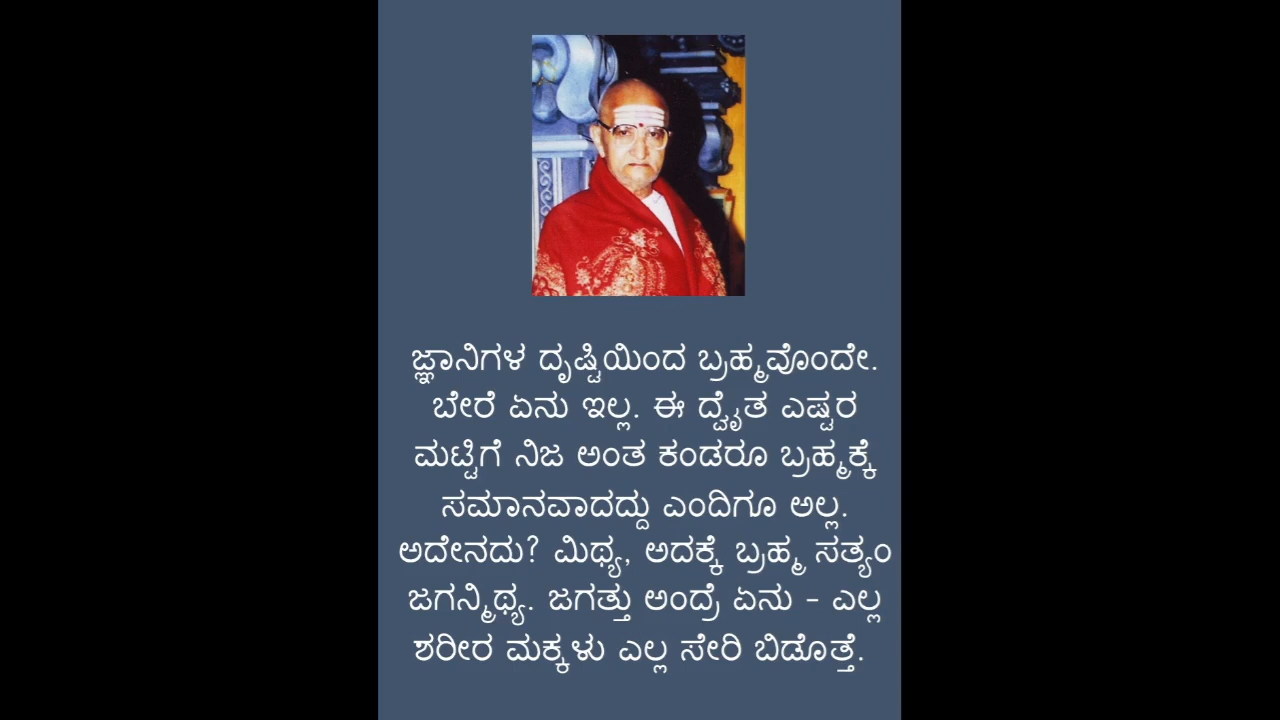 ಜ್ಞಾನಿಗಳ ದೃಷ್ಟಿಯಿಂದ ಬ್ರಹ್ಮವೊಂದೇ.
ಬೇರೆ ಏನು ಇಲ್ಲ. ಈ ದ್ವೈತ ಎಷ್ಟರ
ಮಟ್ಟಿಗೆ ನಿಜ ಅಂತ ಕಂಡರೂ ಬ್ರಹ್ಮಕ್ಕೆ
ಸಮಾನವಾದದ್ದು ಎಂದಿಗೂ ಅಲ್ಲ.
ಅದೇನದು? ಮಿಥ್ಯ, ಅದಕ್ಕೆ ಬ್ರಹ್ಮ ಸತ್ಯಂ
ಜಗನ್ಮಿಥ್ಯ. ಜಗತ್ತು ಅಂದ್ರೆ ಏನು - ಎಲ್ಲ
ಶರೀರ ಮಕ್ಕಳು ಎಲ್ಲ ಸೇರಿ ಬಿಡೊತ್ತೆ.